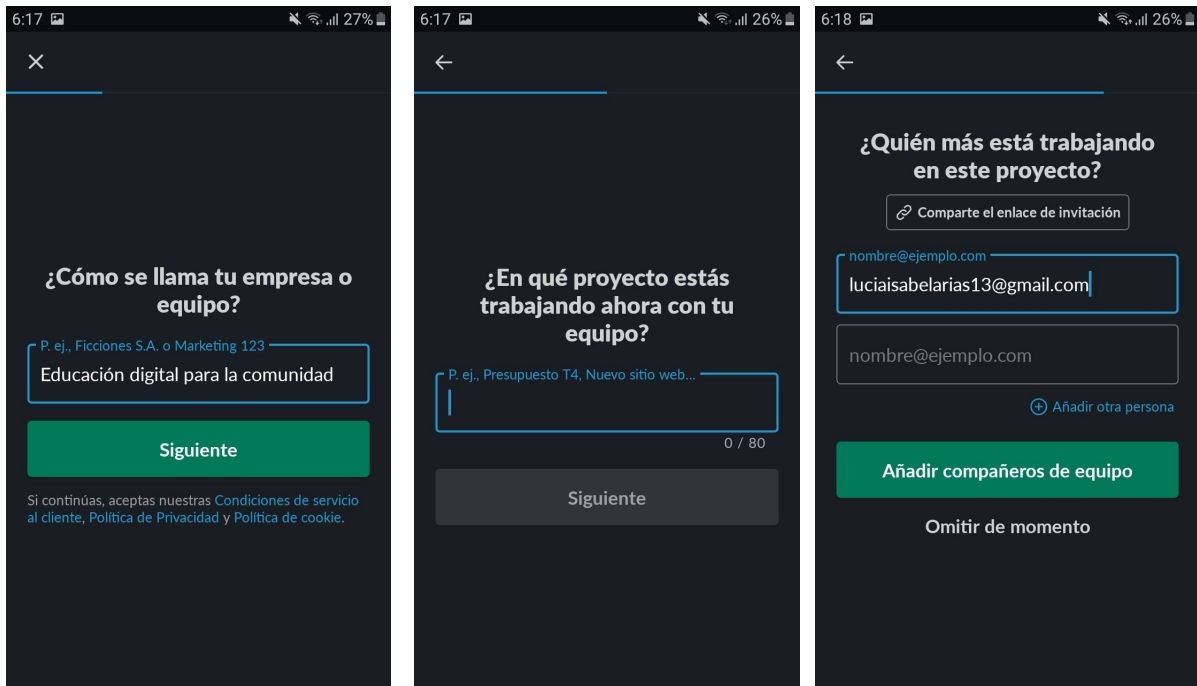 6:17
27%
¿Cómo se llama tu empresa o
equipo?
P. ej., Ficciones S.A. o Marketing 123
Educación digital para la comunidad
Siguiente
Si continúas, aceptas nuestras Condiciones de servicio
al cliente, Política de Privacidad y Política de cookie.
6:17
26%
¿En qué proyecto estás
trabajando ahora con tu
equipo?
P. ej., Presupuesto T4, Nuevo sitio web...
0 / 80
Siguiente
6:18
26%
¿Quién más está trabajando
en este proyecto?
Comparte el enlace de invitación
nombre@ejemplo.com
luciaisabelarias13@gmail.com
nombre@ejemplo.com
Añadir otra persona
Añadir compañeros de equipo
Omitir de momento